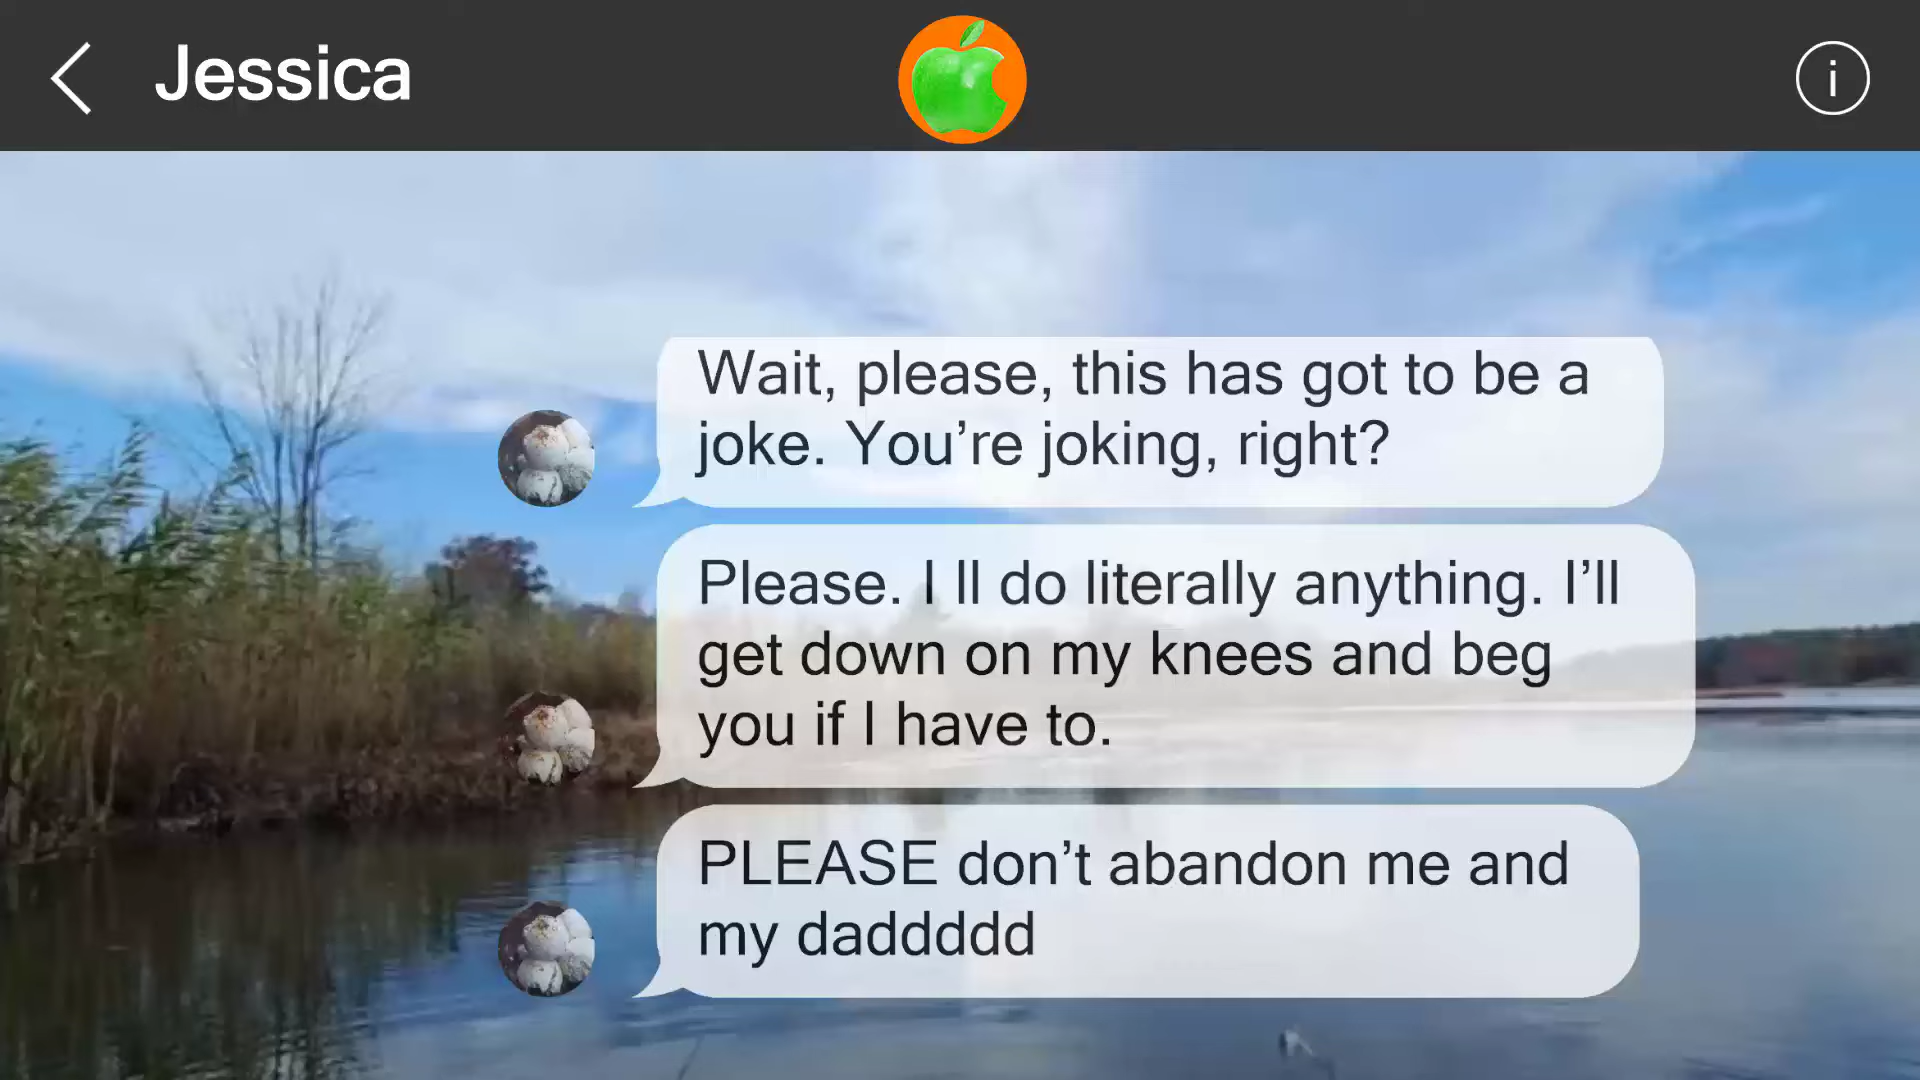 Jessica
i
Wait, please, this has got to be a
joke. You’re joking, right?
Please. I ll do literally anything. I’ll
get down on my knees and beg
you if I have to.
PLEASE don’t abandon me and
my daddddd